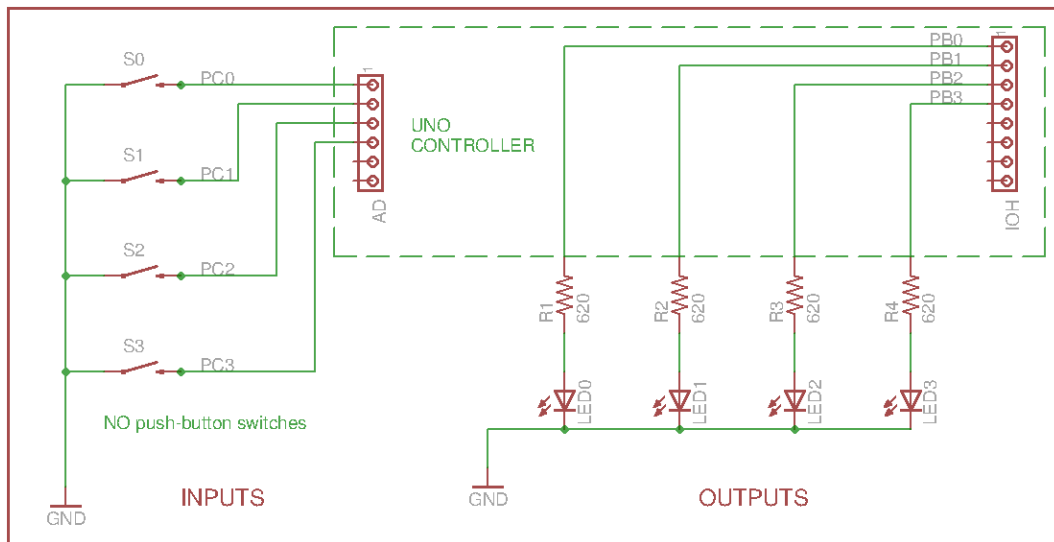 S0
PC0
1
S1
PC1
AD
S2
PC2
S3
PC3
NO push-button switches
GND
INPUTS
UNO
CONTROLLER
PB0
PB1
PB2
PB3
1
IOH
R1
620
R2
620
R3
620
R4
620
LED0
LED1
LED2
LED3
GND
OUTPUTS